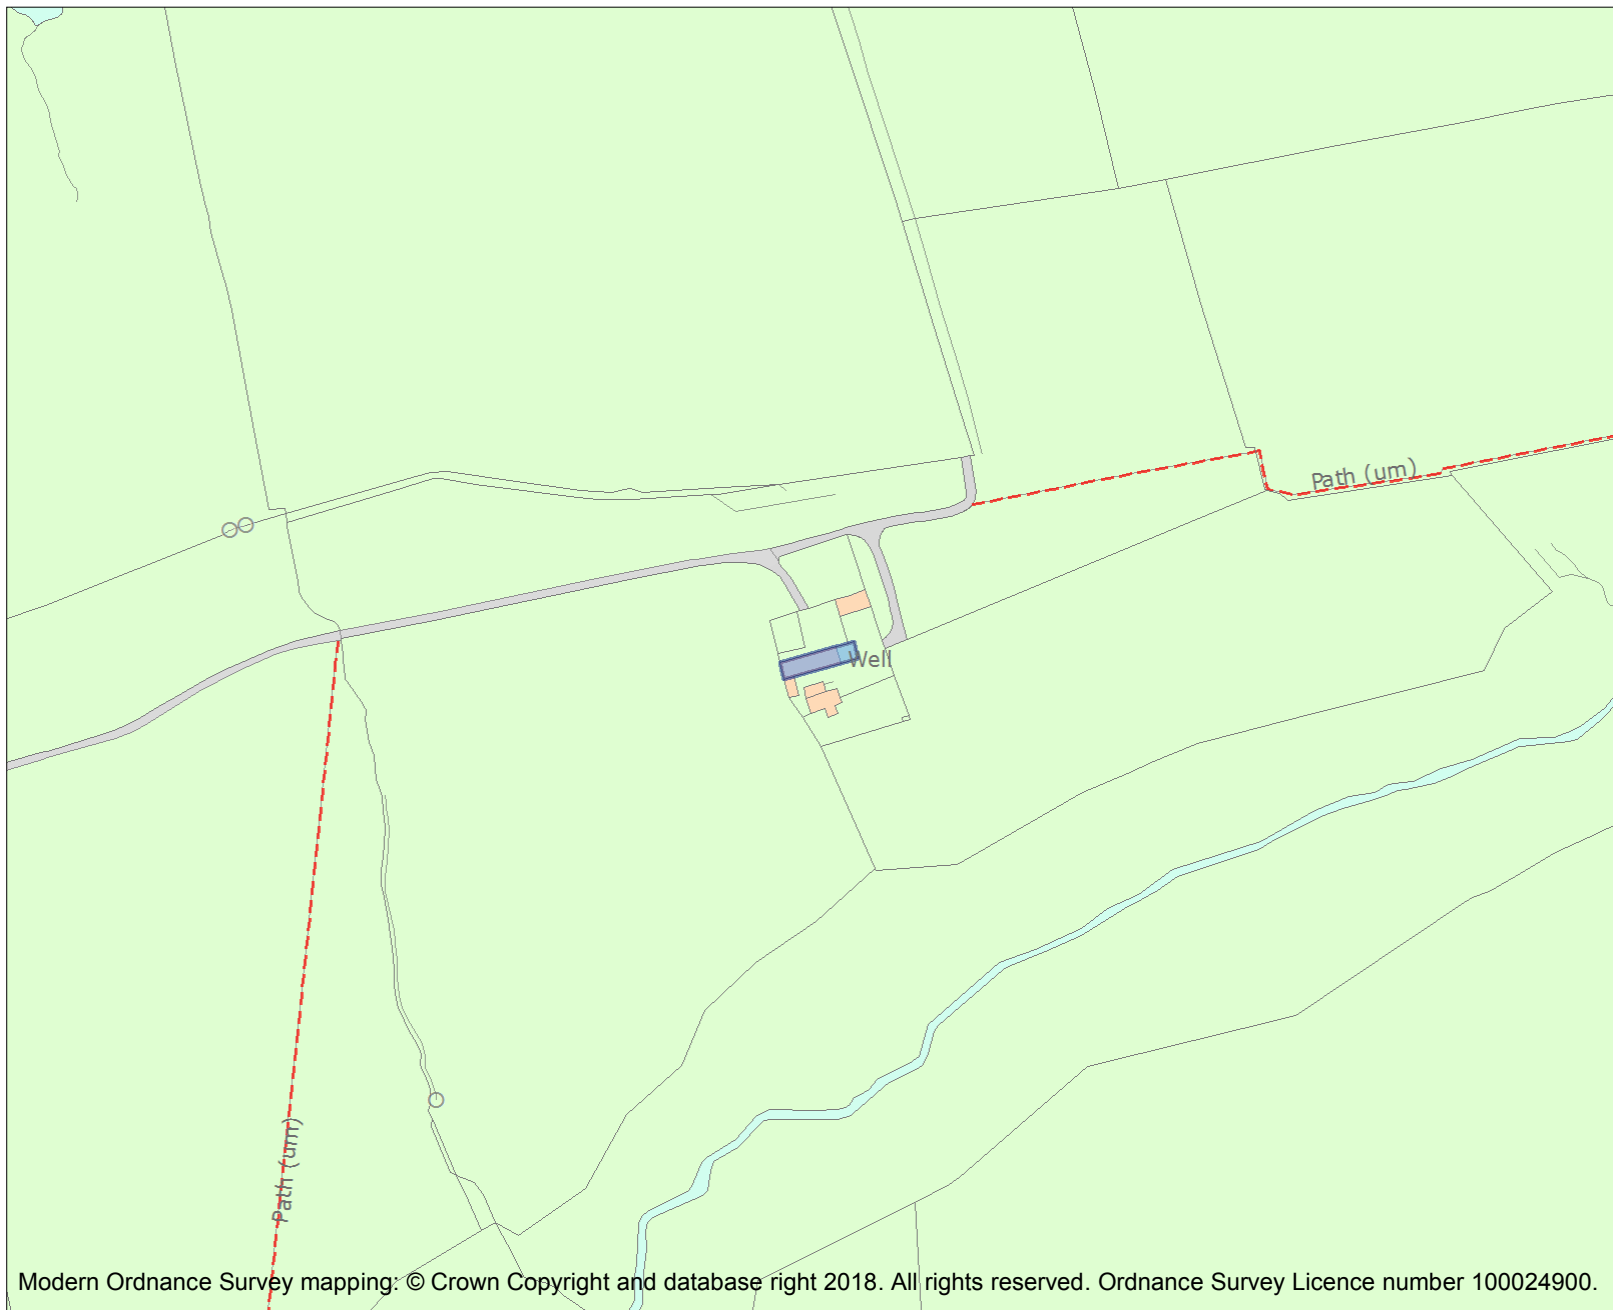 Path (um)
Well
Path (um)
Modern Ordnance Survey mapping: © Crown Copyright and database right 2018. All rights reserved. Ordnance Survey Licence number 100024900.